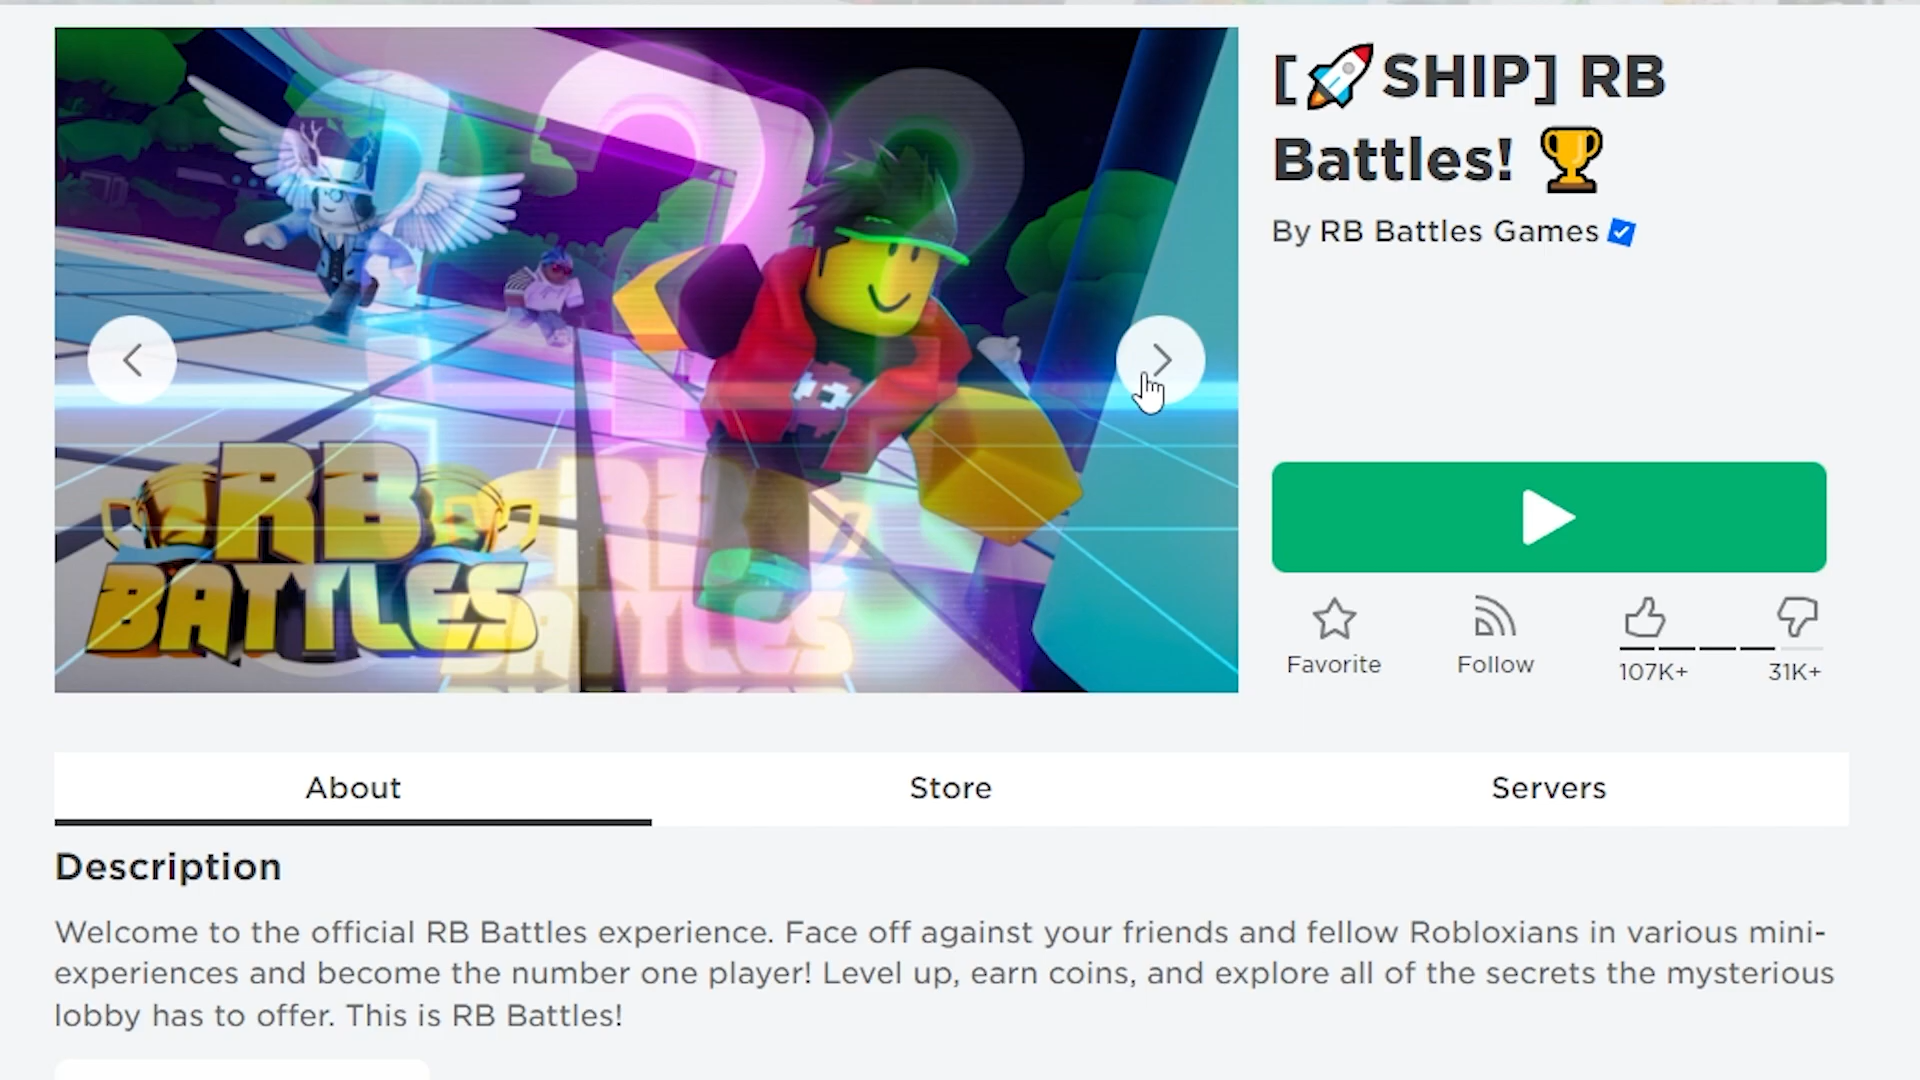 [🚀SHIP] RB
Battles! 🏆
By RB Battles Games
RB
BATTLES
RB
BATTLES
Favorite
Follow
107K+
31K+
About
Store
Servers
Description
Welcome to the official RB Battles experience. Face off against your friends and fellow Robloxians in various mini-
experiences and become the number one player! Level up, earn coins, and explore all of the secrets the mysterious
lobby has to offer. This is RB Battles!